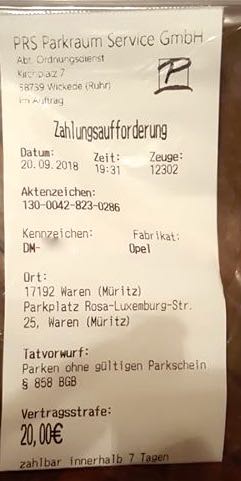 PRS Parkraum Service GmbH
Abt. Ordnungsdienst
Kirchplatz 7
58739 Wickede (Ruhr)
im Auftrag
P
Zahlungsaufforderung
Datum: Zeit: Zeuge:
20.09.2018 19:31 12302
Aktenzeichen:
130-0042-823-0286
Kennzeichen: Fabrikat:
DM- Opel
Ort:
17192 Waren (Müritz)
Parkplatz Rosa-Luxemburg-Str.
25, Waren (Müritz)
Tatvorwurf:
Parken ohne gültigen Parkschein
§ 858 BGB
Vertragsstrafe:
20,00€
zahlbar innerhalb 7 Tagen